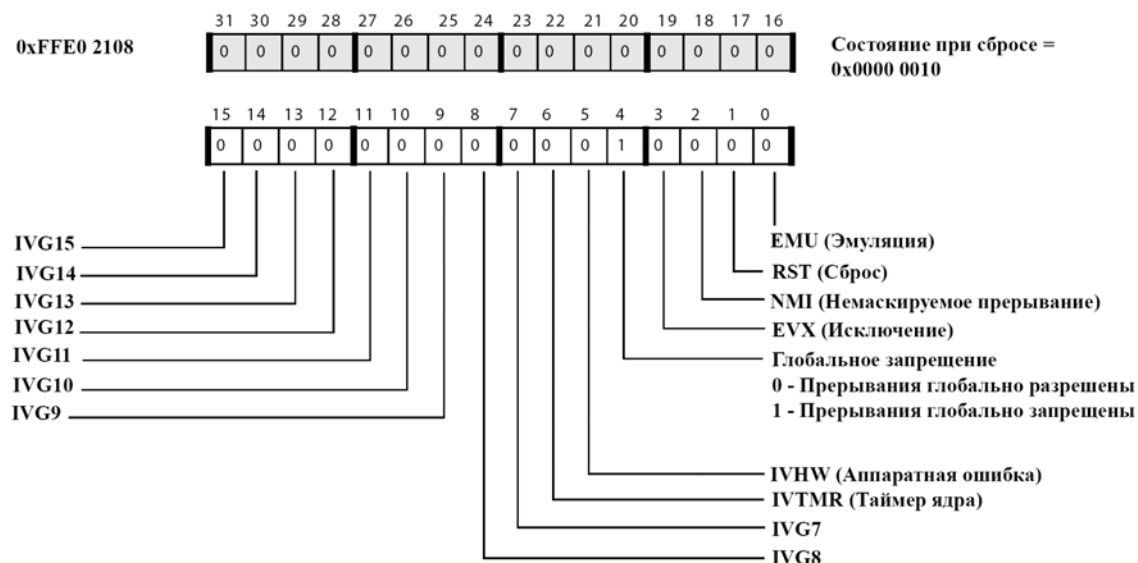 31 30 29 28 27 26 25 24 23 22 21 20 19 18 17 16
0xFFE0 2108
0 0 0 0 0 0 0 0 0 0 0 0 0 0 0 0
Состояние при сбросе =
0x0000 0010
15 14 13 12 11 10 9 8 7 6 5 4 3 2 1 0
0 0 0 0 0 0 0 0 0 0 0 1 0 0 0 0
IVG15
IVG14
IVG13
IVG12
IVG11
IVG10
IVG9
EMU (Эмуляция)
RST (Сброс)
NMI (Немаскируемое прерывание)
EVX (Исключение)
Глобальное запрещение
0 - Прерывания глобально разрешены
1 - Прерывания глобально запрещены
IVHW (Аппаратная ошибка)
IVTMR (Таймер ядра)
IVG7
IVG8